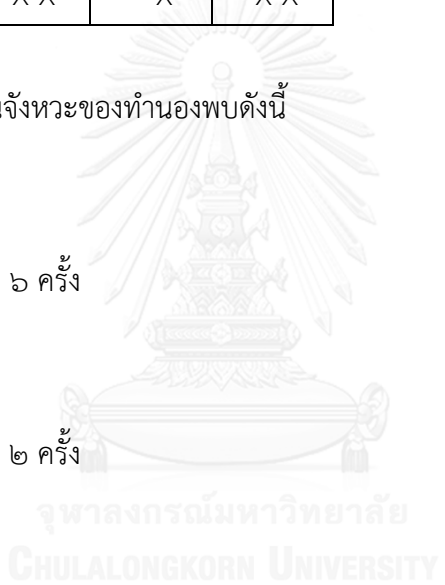 X X X X X
จังหวะของทำนองพบดังนี้
๖ ครั้ง
๒ ครั้ง
จุฬาลงกรณ์มหาวิทยาลัย
CHULALONGKORN UNIVERSITY